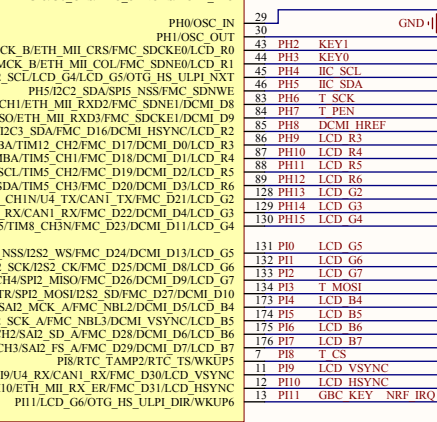 PH0/OSC_IN 29 GND
PH1/OSC_OUT 30
CK_B/ETH_MII_CRS/FMC_SDCKE0/LCD_R0 43 PH2 KEY1
MCK_B/ETH_MII_COL/FMC_SDNE0/LCD_R1 44 PH3 KEY0
_SCL/LCD_G4/LCD_G5/OTG_HS_ULPI_NXT 45 PH4 IIC_SCL
PH5/I2C2_SDA/SPI5_NSS/FMC_SDNWE 46 PH5 IIC_SDA
CH1/ETH_MII_RXD2/FMC_SDNE1/DCMI_D8 83 PH6 T_SCK
SO/ETH_MII_RXD3/FMC_SDCKE1/DCMI_D9 84 PH7 T_PEN
I2C3_SDA/FMC_D16/DCMI_HSYNC/LCD_R2 85 PH8 DCMI_HREF
BA/TIM12_CH2/FMC_D17/DCMI_D0/LCD_R3 86 PH9 LCD_R3
MBA/TIM5_CH1/FMC_D18/DCMI_D1/LCD_R4 87 PH10 LCD_R4
SCL/TIM5_CH2/FMC_D19/DCMI_D2/LCD_R5 88 PH11 LCD_R5
SDA/TIM5_CH3/FMC_D20/DCMI_D3/LCD_R6 89 PH12 LCD_R6
CH1N/U4_TX/CAN1_TX/FMC_D21/LCD_G2 128 PH13 LCD_G2
RX/CAN1_RX/FMC_D22/DCMI_D4/LCD_G3 129 PH14 LCD_G3
5/TIM8_CH3N/FMC_D23/DCMI_D11/LCD_G4 130 PH15 LCD_G4
NSS/I2S2_WS/FMC_D24/DCMI_D13/LCD_G5 131 PI0 LCD_G5
_SCK/I2S2_CK/FMC_D25/DCMI_D8/LCD_G6 132 PI1 LCD_G6
CH4/SPI2_MISO/FMC_D26/DCMI_D9/LCD_G7 133 PI2 LCD_G7
TR/SPI2_MOSI/I2S2_SD/FMC_D27/DCMI_D10 134 PI3 T_MOSI
SAI2_MCK_A/FMC_NBL2/DCMI_D5/LCD_B4 173 PI4 LCD_B4
_SCK_A/FMC_NBL3/DCMI_VSYNC/LCD_B5 174 PI5 LCD_B5
CH2/SAI2_SD_A/FMC_D28/DCMI_D6/LCD_B6 175 PI6 LCD_B6
CH3/SAI2_FS_A/FMC_D29/DCMI_D7/LCD_B7 176 PI7 LCD_B7
PI8/RTC_TAMP2/RTC_TS/WKUP5 7 PI8 T_CS
I9/U4_RX/CAN1_RX/FMC_D30/LCD_VSYNC 11 PI9 LCD_VSYNC
I10/ETH_MII_RX_ER/FMC_D31/LCD_HSYNC 12 PI10 LCD_HSYNC
PI11/LCD_G6/OTG_HS_ULPI_DIR/WKUP6 13 PI11 GBC_KEY NRF_IRQ